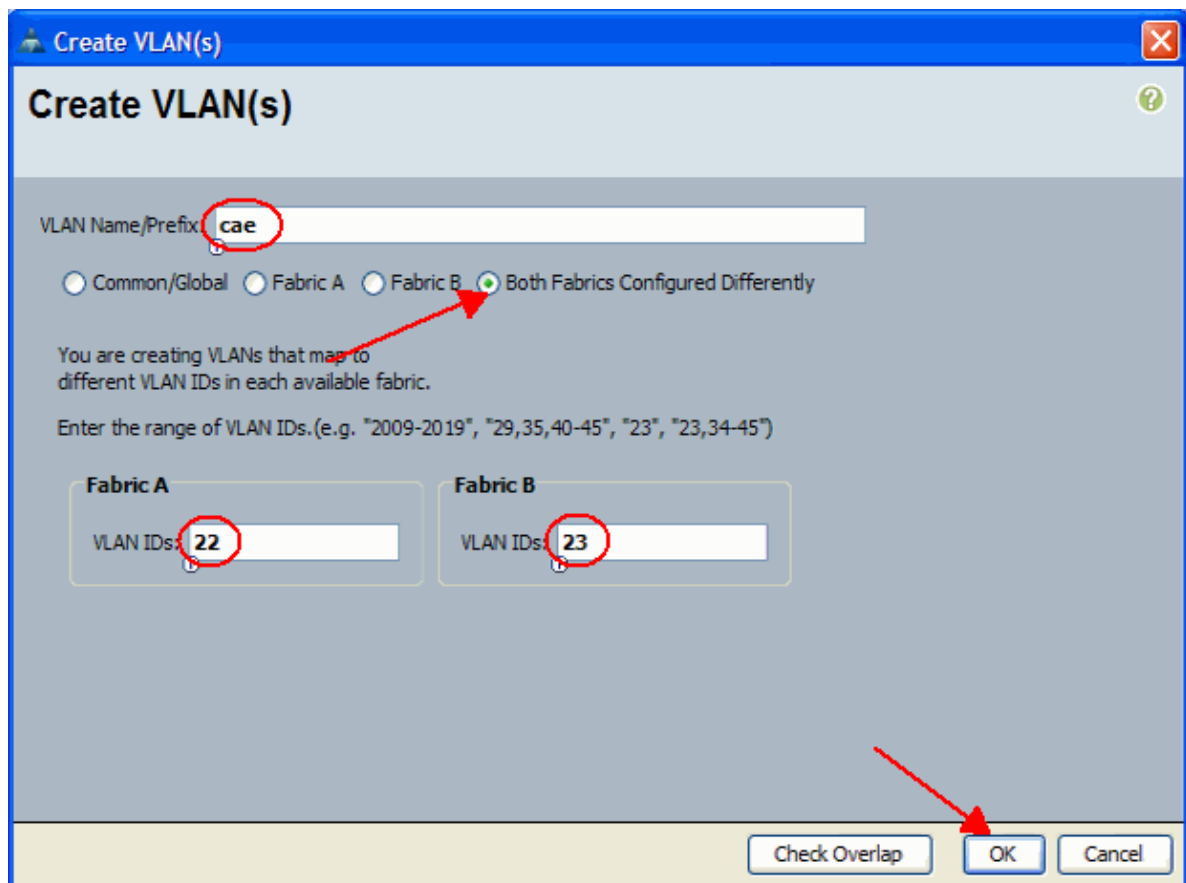 Create VLAN(s)
Create VLAN(s)
VLAN Name/Prefix: cae
Common/Global Fabric A Fabric B Both Fabrics Configured Differently
You are creating VLANs that map to
different VLAN IDs in each available fabric.
Enter the range of VLAN IDs.(e.g. "2009-2019", "29,35,40-45", "23", "23,34-45")
Fabric A
VLAN IDs: 22
Fabric B
VLAN IDs: 23
Check Overlap OK Cancel